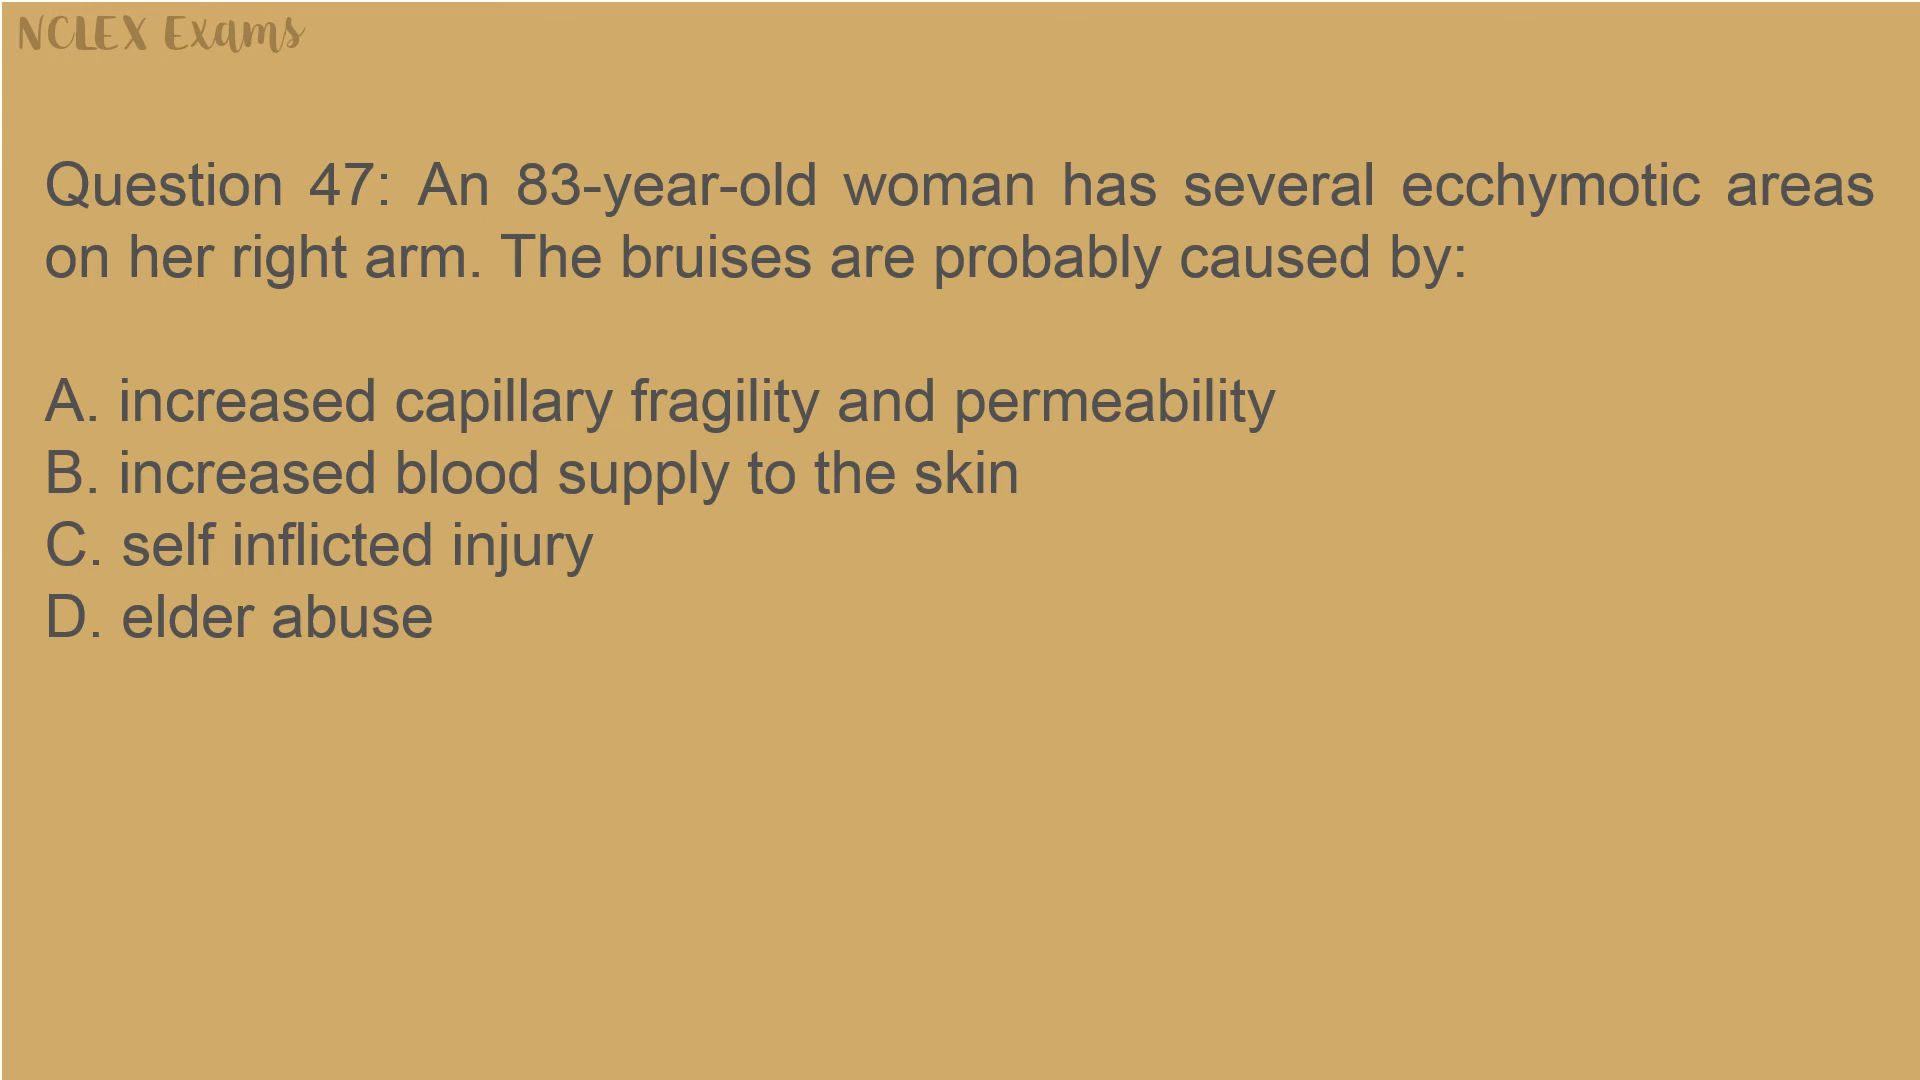 NCLEX Exams
Question 47: An 83-year-old woman has several ecchymotic areas
on her right arm. The bruises are probably caused by:
A. increased capillary fragility and permeability
B. increased blood supply to the skin
C. self inflicted injury
D. elder abuse